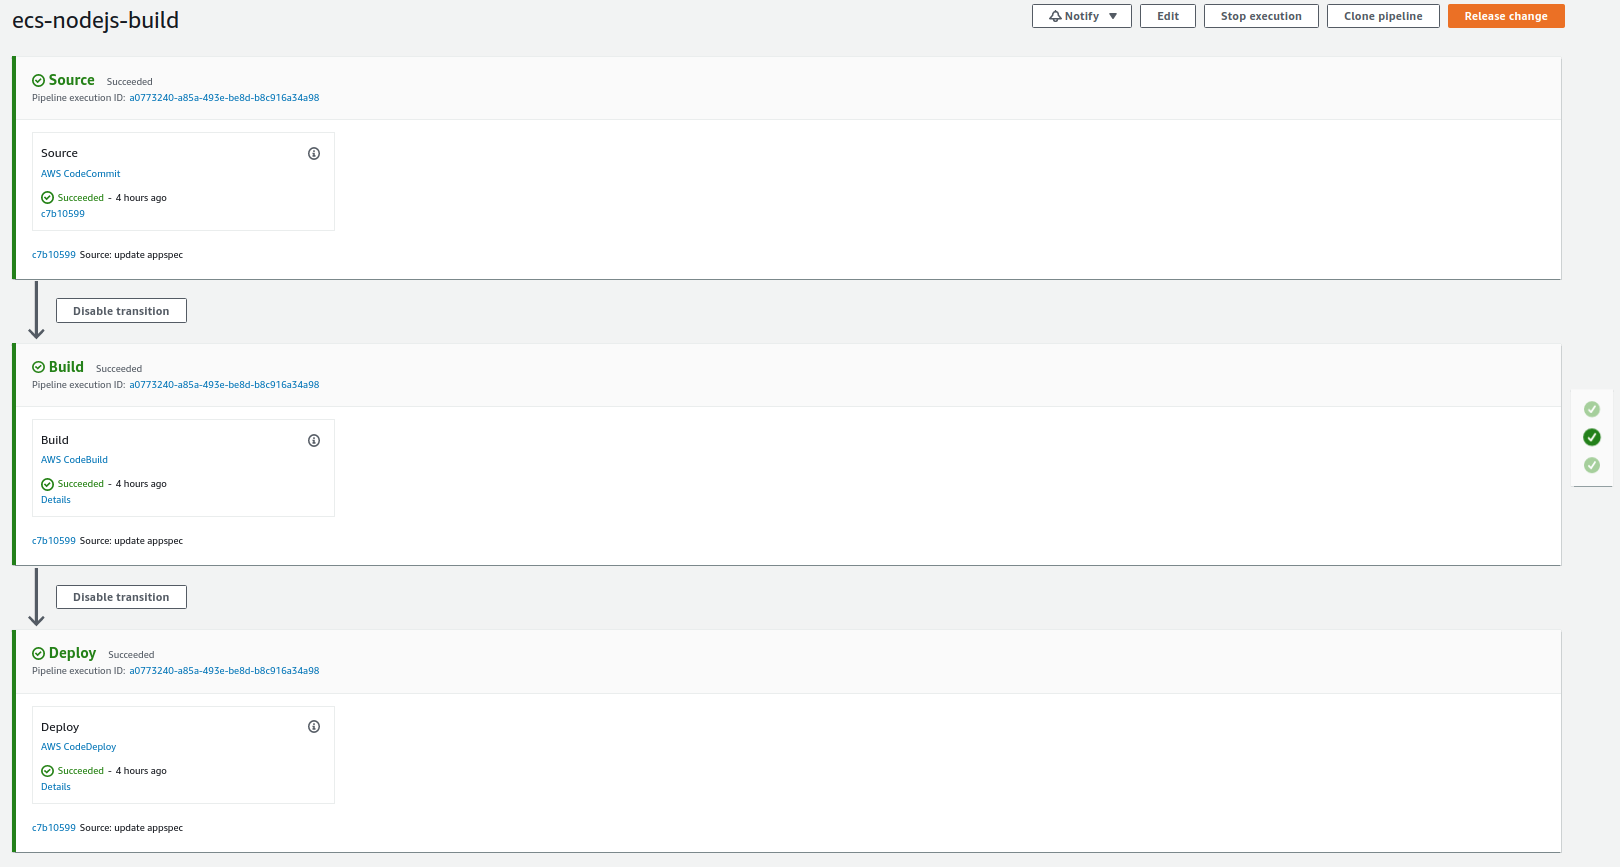 ecs-nodejs-build
Notify Edit Stop execution Clone pipeline Release change
Source Succeeded
Pipeline execution ID: a0773240-a85a-493e-be8d-b8c916a34a98
Source
AWS CodeCommit
Succeeded - 4 hours ago
c7b10599
c7b10599 Source: update appspec
Disable transition
Build Succeeded
Pipeline execution ID: a0773240-a85a-493e-be8d-b8c916a34a98
Build
AWS CodeBuild
Succeeded - 4 hours ago
Details
c7b10599 Source: update appspec
Disable transition
Deploy Succeeded
Pipeline execution ID: a0773240-a85a-493e-be8d-b8c916a34a98
Deploy
AWS CodeDeploy
Succeeded - 4 hours ago
Details
c7b10599 Source: update appspec